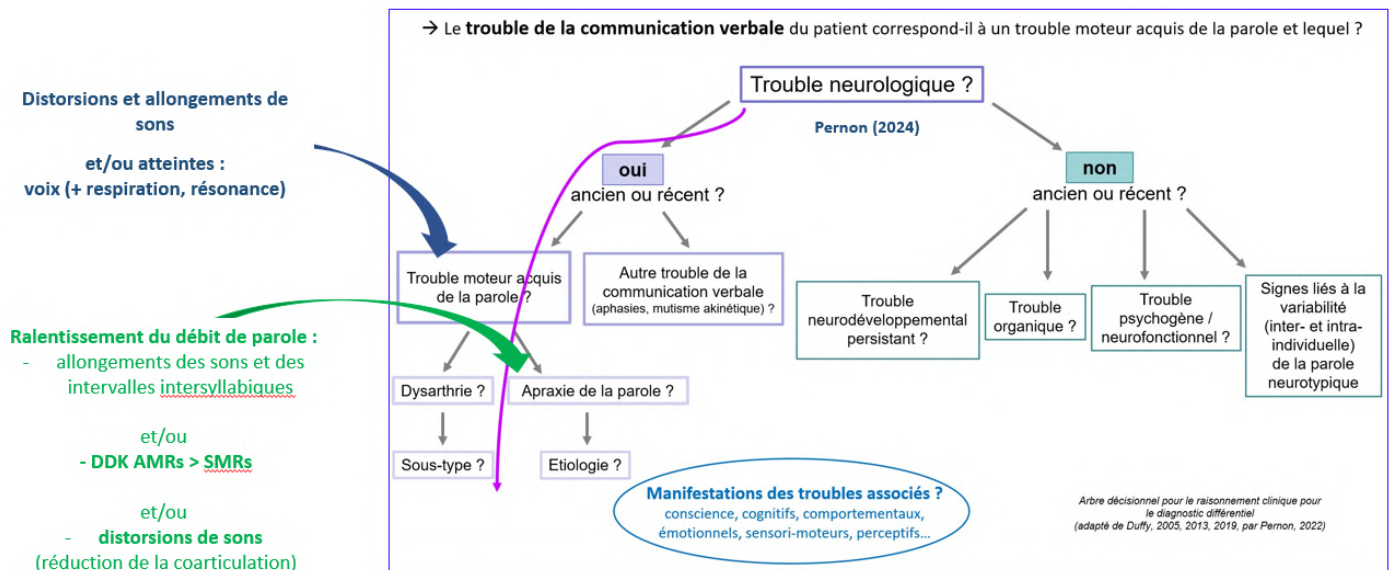 → Le trouble de la communication verbale du patient correspond-il à un trouble moteur acquis de la parole et lequel ?
Trouble neurologique ?
Pernon (2024)
Distorsions et allongements de
sons
et/ou atteintes :
voix (+ respiration, résonance)
oui
ancien ou récent ?
non
ancien ou récent ?
Trouble moteur acquis
de la parole ?
Autre trouble de la
communication verbale
(aphasies, mutisme akinétique) ?
Trouble
neurodéveloppemental
persistant ?
Trouble
organique ?
Trouble
psychogène /
neurofonctionnel ?
Signes liés à la
variabilité
(inter- et intra-
individuelle)
de la parole
neurotypique
Ralentissement du débit de parole :
- allongements des sons et des
intervalles intersyllabiques
et/ou
- DDK AMRs > SMRs
et/ou
- distorsions de sons
(réduction de la coarticulation)
Dysarthrie ?
Apraxie de la parole ?
Sous-type ?
Etiologie ?
Manifestations des troubles associés ?
conscience, cognitifs, comportementaux,
émotionnels, sensori-moteurs, perceptifs...
Arbre décisionnel pour le raisonnement clinique pour
le diagnostic différentiel
(adapté de Duffy, 2005, 2013, 2019, par Pernon, 2022)